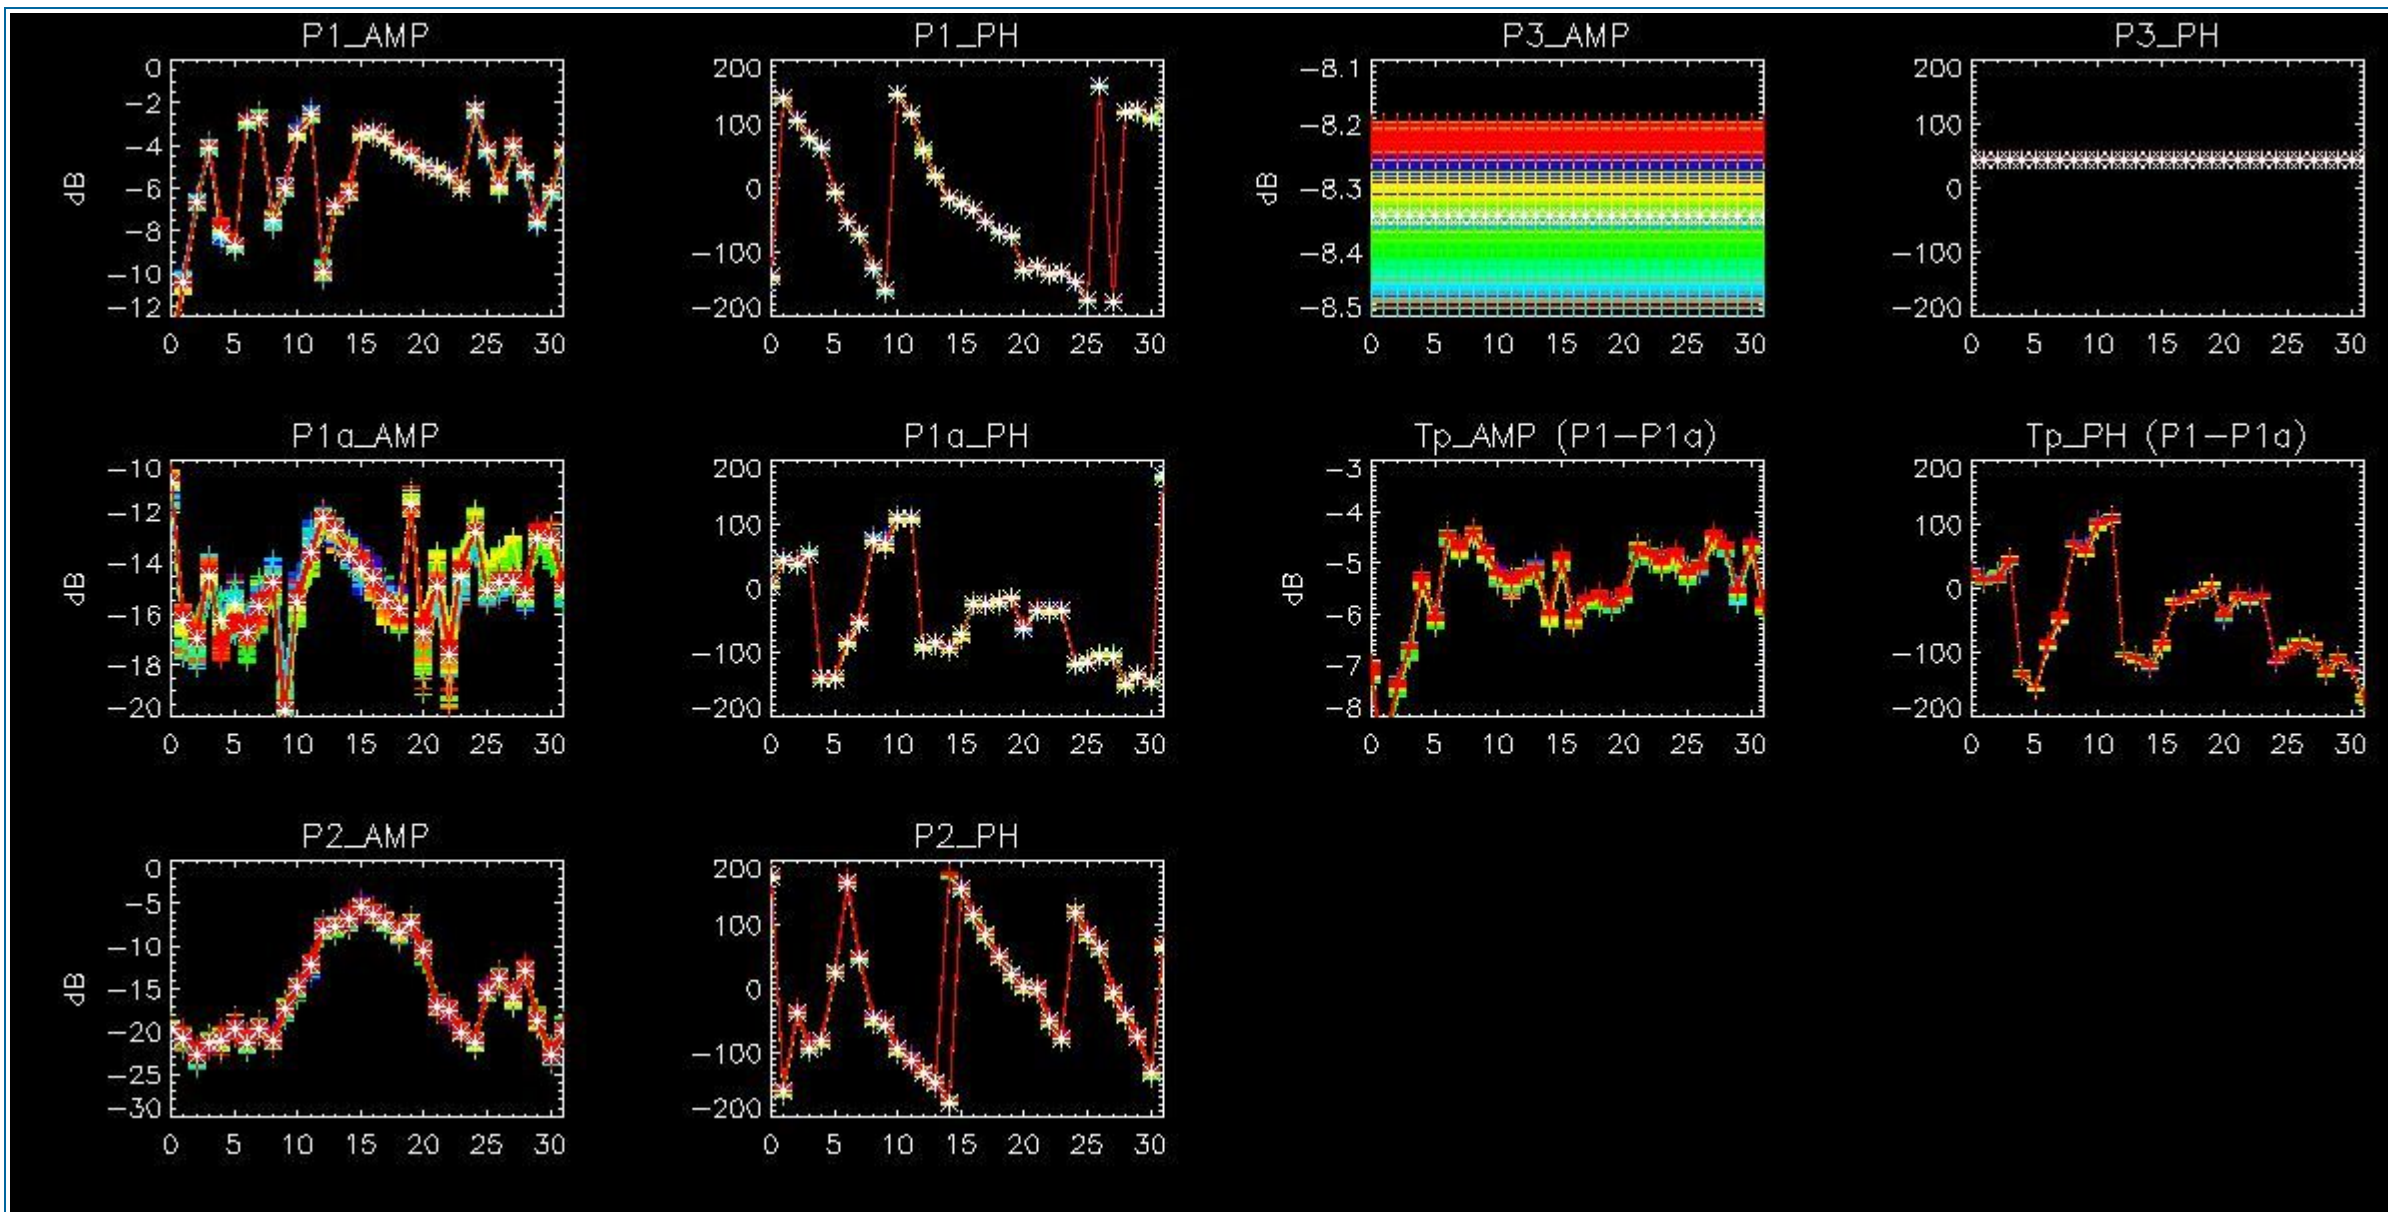 P1_AMP P1_PH P3_AMP P3_PH
0 200 −8.1 200
−2 100 −8.2 100
−4 0 −8.3 0
−6 −100 −8.4 −100
−8 −200 −8.5 −200
−10
−12
dB dB
0 5 10 15 20 25 30 0 5 10 15 20 25 30 0 5 10 15 20 25 30 0 5 10 15 20 25 30
P1a_AMP P1a_PH Tp_AMP (P1−P1a) Tp_PH (P1−P1a)
−10 200 −3 200
−12 100 −4 100
−14 0 −5 0
−16 −100 −6 −100
−18 −200 −7 −200
−20 −8
dB dB
0 5 10 15 20 25 30 0 5 10 15 20 25 30 0 5 10 15 20 25 30 0 5 10 15 20 25 30
P2_AMP P2_PH
0 200
−5 100
−10 0
−15 −100
−20 −200
−25
−30
dB
0 5 10 15 20 25 30 0 5 10 15 20 25 30